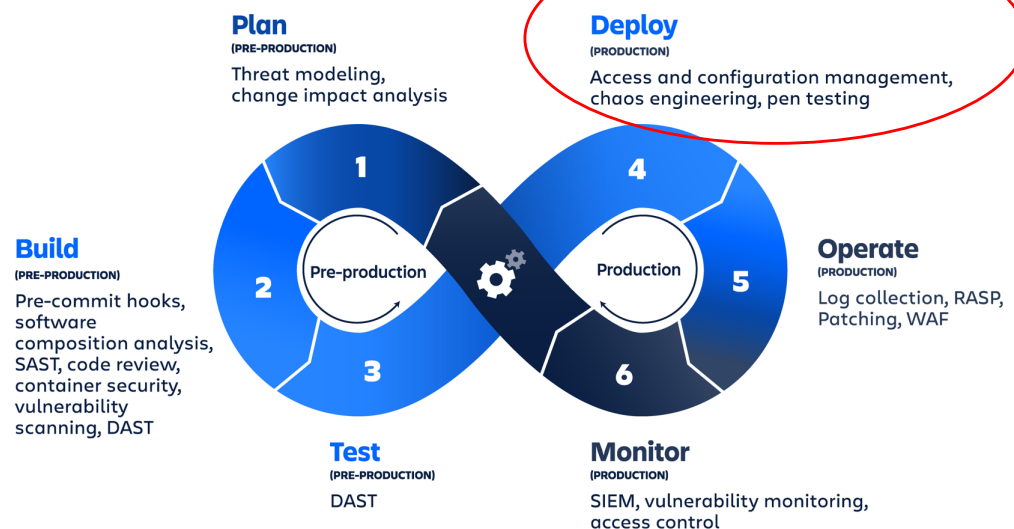 Plan
(PRE-PRODUCTION)
Threat modeling,
change impact analysis
Deploy
(PRODUCTION)
Access and configuration management,
chaos engineering, pen testing
1
4
Build
(PRE-PRODUCTION)
Pre-commit hooks,
software
composition analysis,
SAST, code review,
container security,
vulnerability
scanning, DAST
2
Pre-production
Production
5
Operate
(PRODUCTION)
Log collection, RASP,
Patching, WAF
3
6
Test
(PRE-PRODUCTION)
DAST
Monitor
(PRODUCTION)
SIEM, vulnerability monitoring,
access control